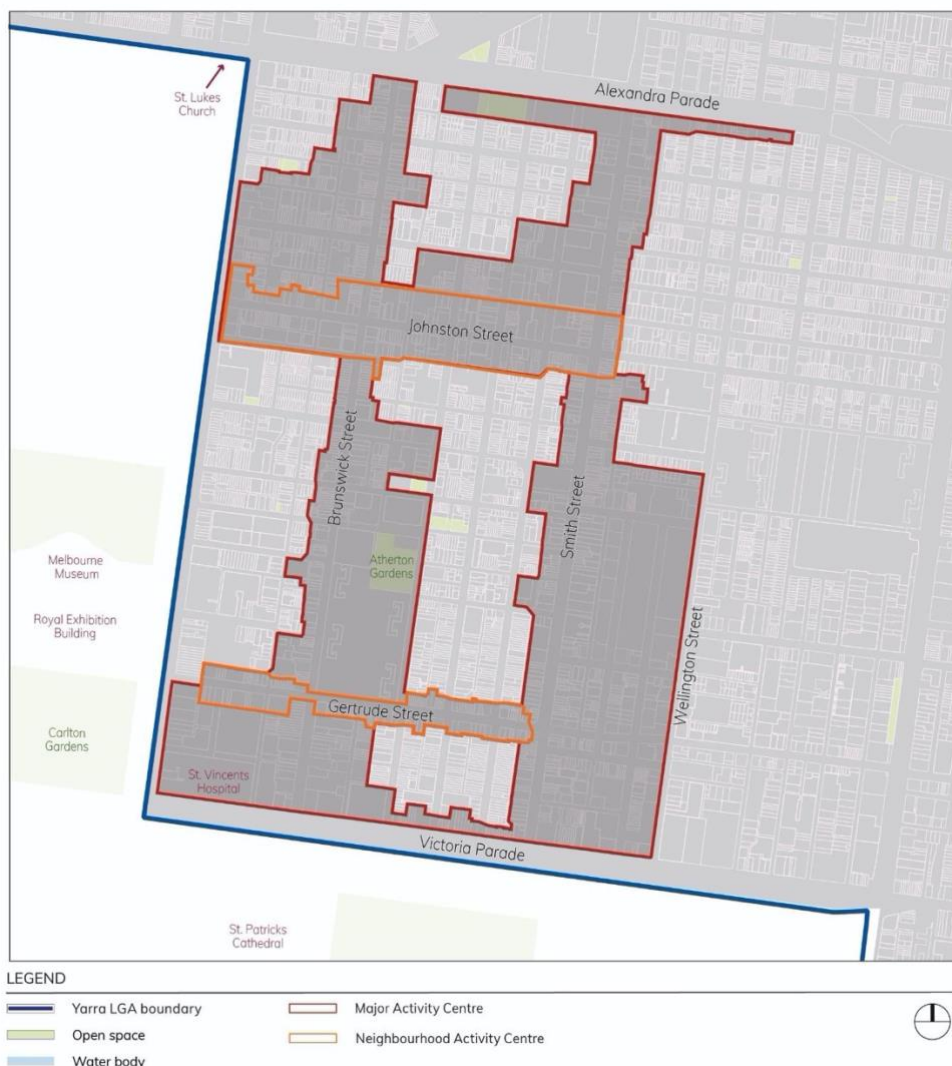 Alexandra Parade
St. Lukes
Church
Johnston Street
Brunswick Street
Smith Street
Atherton
Gardens
Melbourne
Museum
Royal Exhibition
Building
Wellington Street
Gertrude Street
Carlton
Gardens
St. Vincents
Hospital
Victoria Parade
St. Patricks
Cathedral
LEGEND
Yarra LGA boundary
Major Activity Centre
Open space
Neighbourhood Activity Centre
Water body